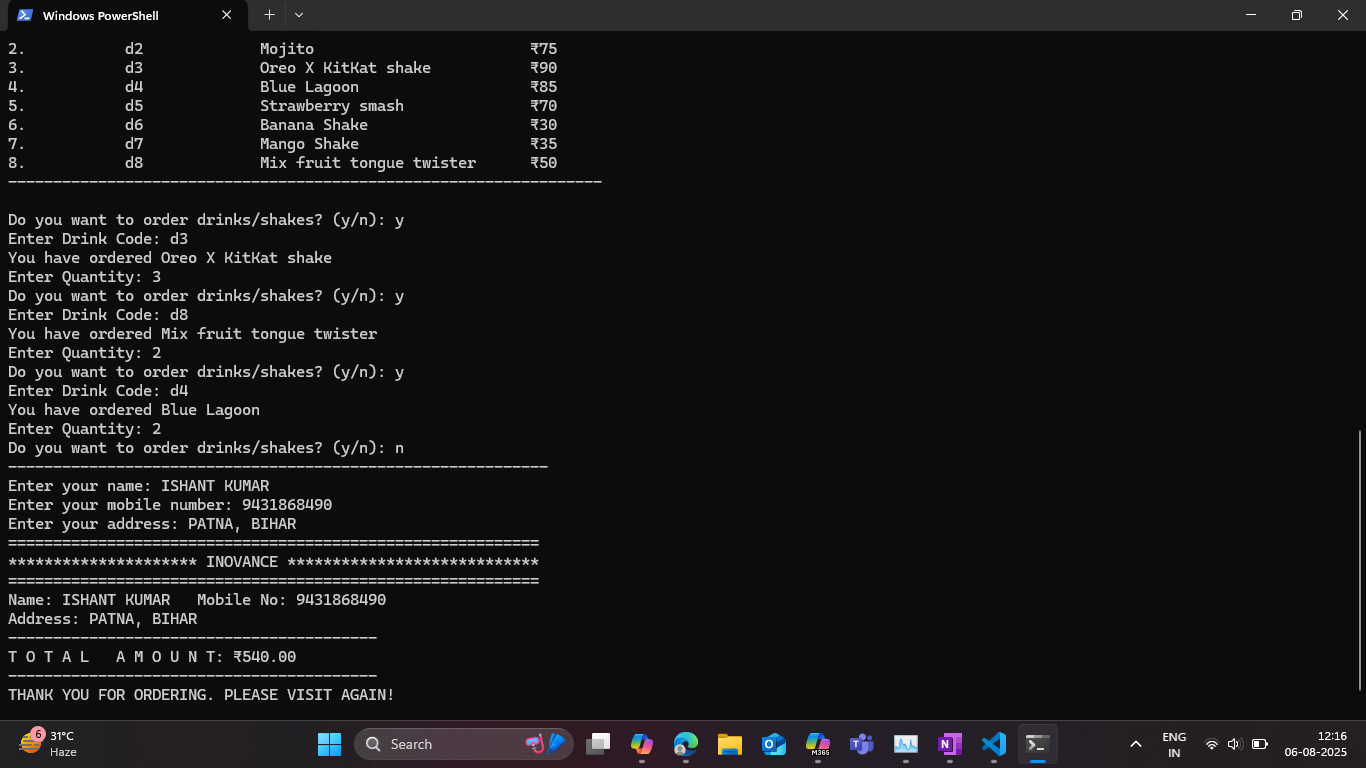 Windows PowerShell
2. d2 Mojito ₹75
3. d3 Oreo X KitKat shake ₹90
4. d4 Blue Lagoon ₹85
5. d5 Strawberry smash ₹70
6. d6 Banana Shake ₹30
7. d7 Mango Shake ₹35
8. d8 Mix fruit tongue twister ₹50
------------------------------------------------------------------
Do you want to order drinks/shakes? (y/n): y
Enter Drink Code: d3
You have ordered Oreo X KitKat shake
Enter Quantity: 3
Do you want to order drinks/shakes? (y/n): y
Enter Drink Code: d8
You have ordered Mix fruit tongue twister
Enter Quantity: 2
Do you want to order drinks/shakes? (y/n): y
Enter Drink Code: d4
You have ordered Blue Lagoon
Enter Quantity: 2
Do you want to order drinks/shakes? (y/n): n
------------------------------------------------------------
Enter your name: ISHANT KUMAR
Enter your mobile number: 9431868490
Enter your address: PATNA, BIHAR
===========================================================
********************* INOVANCE ****************************
===========================================================
Name: ISHANT KUMAR   Mobile No: 9431868490
Address: PATNA, BIHAR
-----------------------------------------
T O T A L   A M O U N T: ₹540.00
-----------------------------------------
THANK YOU FOR ORDERING. PLEASE VISIT AGAIN!
6
31°C
Haze
Search
M365
ENG
IN
12:16
06-08-2025